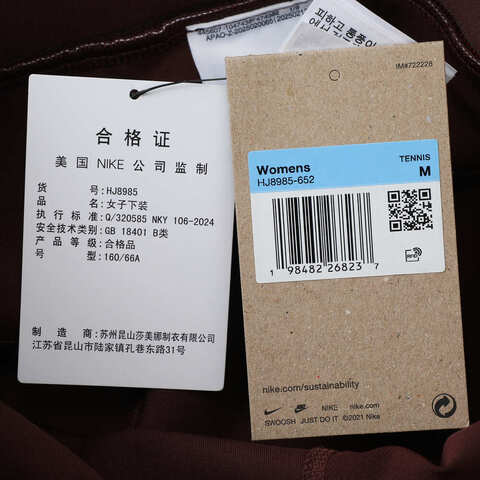 合格证
美国 NIKE 公司监制
货号: HJ8985
品名: 女子下装
执行标准: Q/320585 NKY 106-2024
安全技术类别: GB 18401 B类
产品等级: 合格品
号型: 160/66A
制造商: 苏州昆山莎美娜制衣有限公司
江苏省昆山市陆家镇孔巷东路31号
IM#722228
TENNIS
Womens
M
HJ8985-652
RFID
1 98482 26823 7
nike.com/sustainability
NIKE
nike.com
SWOOSH JUST DO IT ©2021 Nike